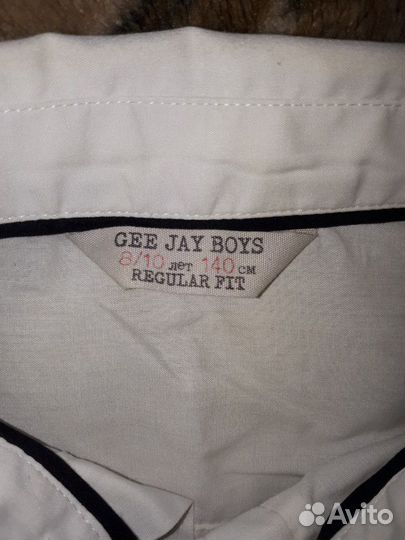 GEE JAY BOYS
8/10 лет 140 см
REGULAR FIT
Avito